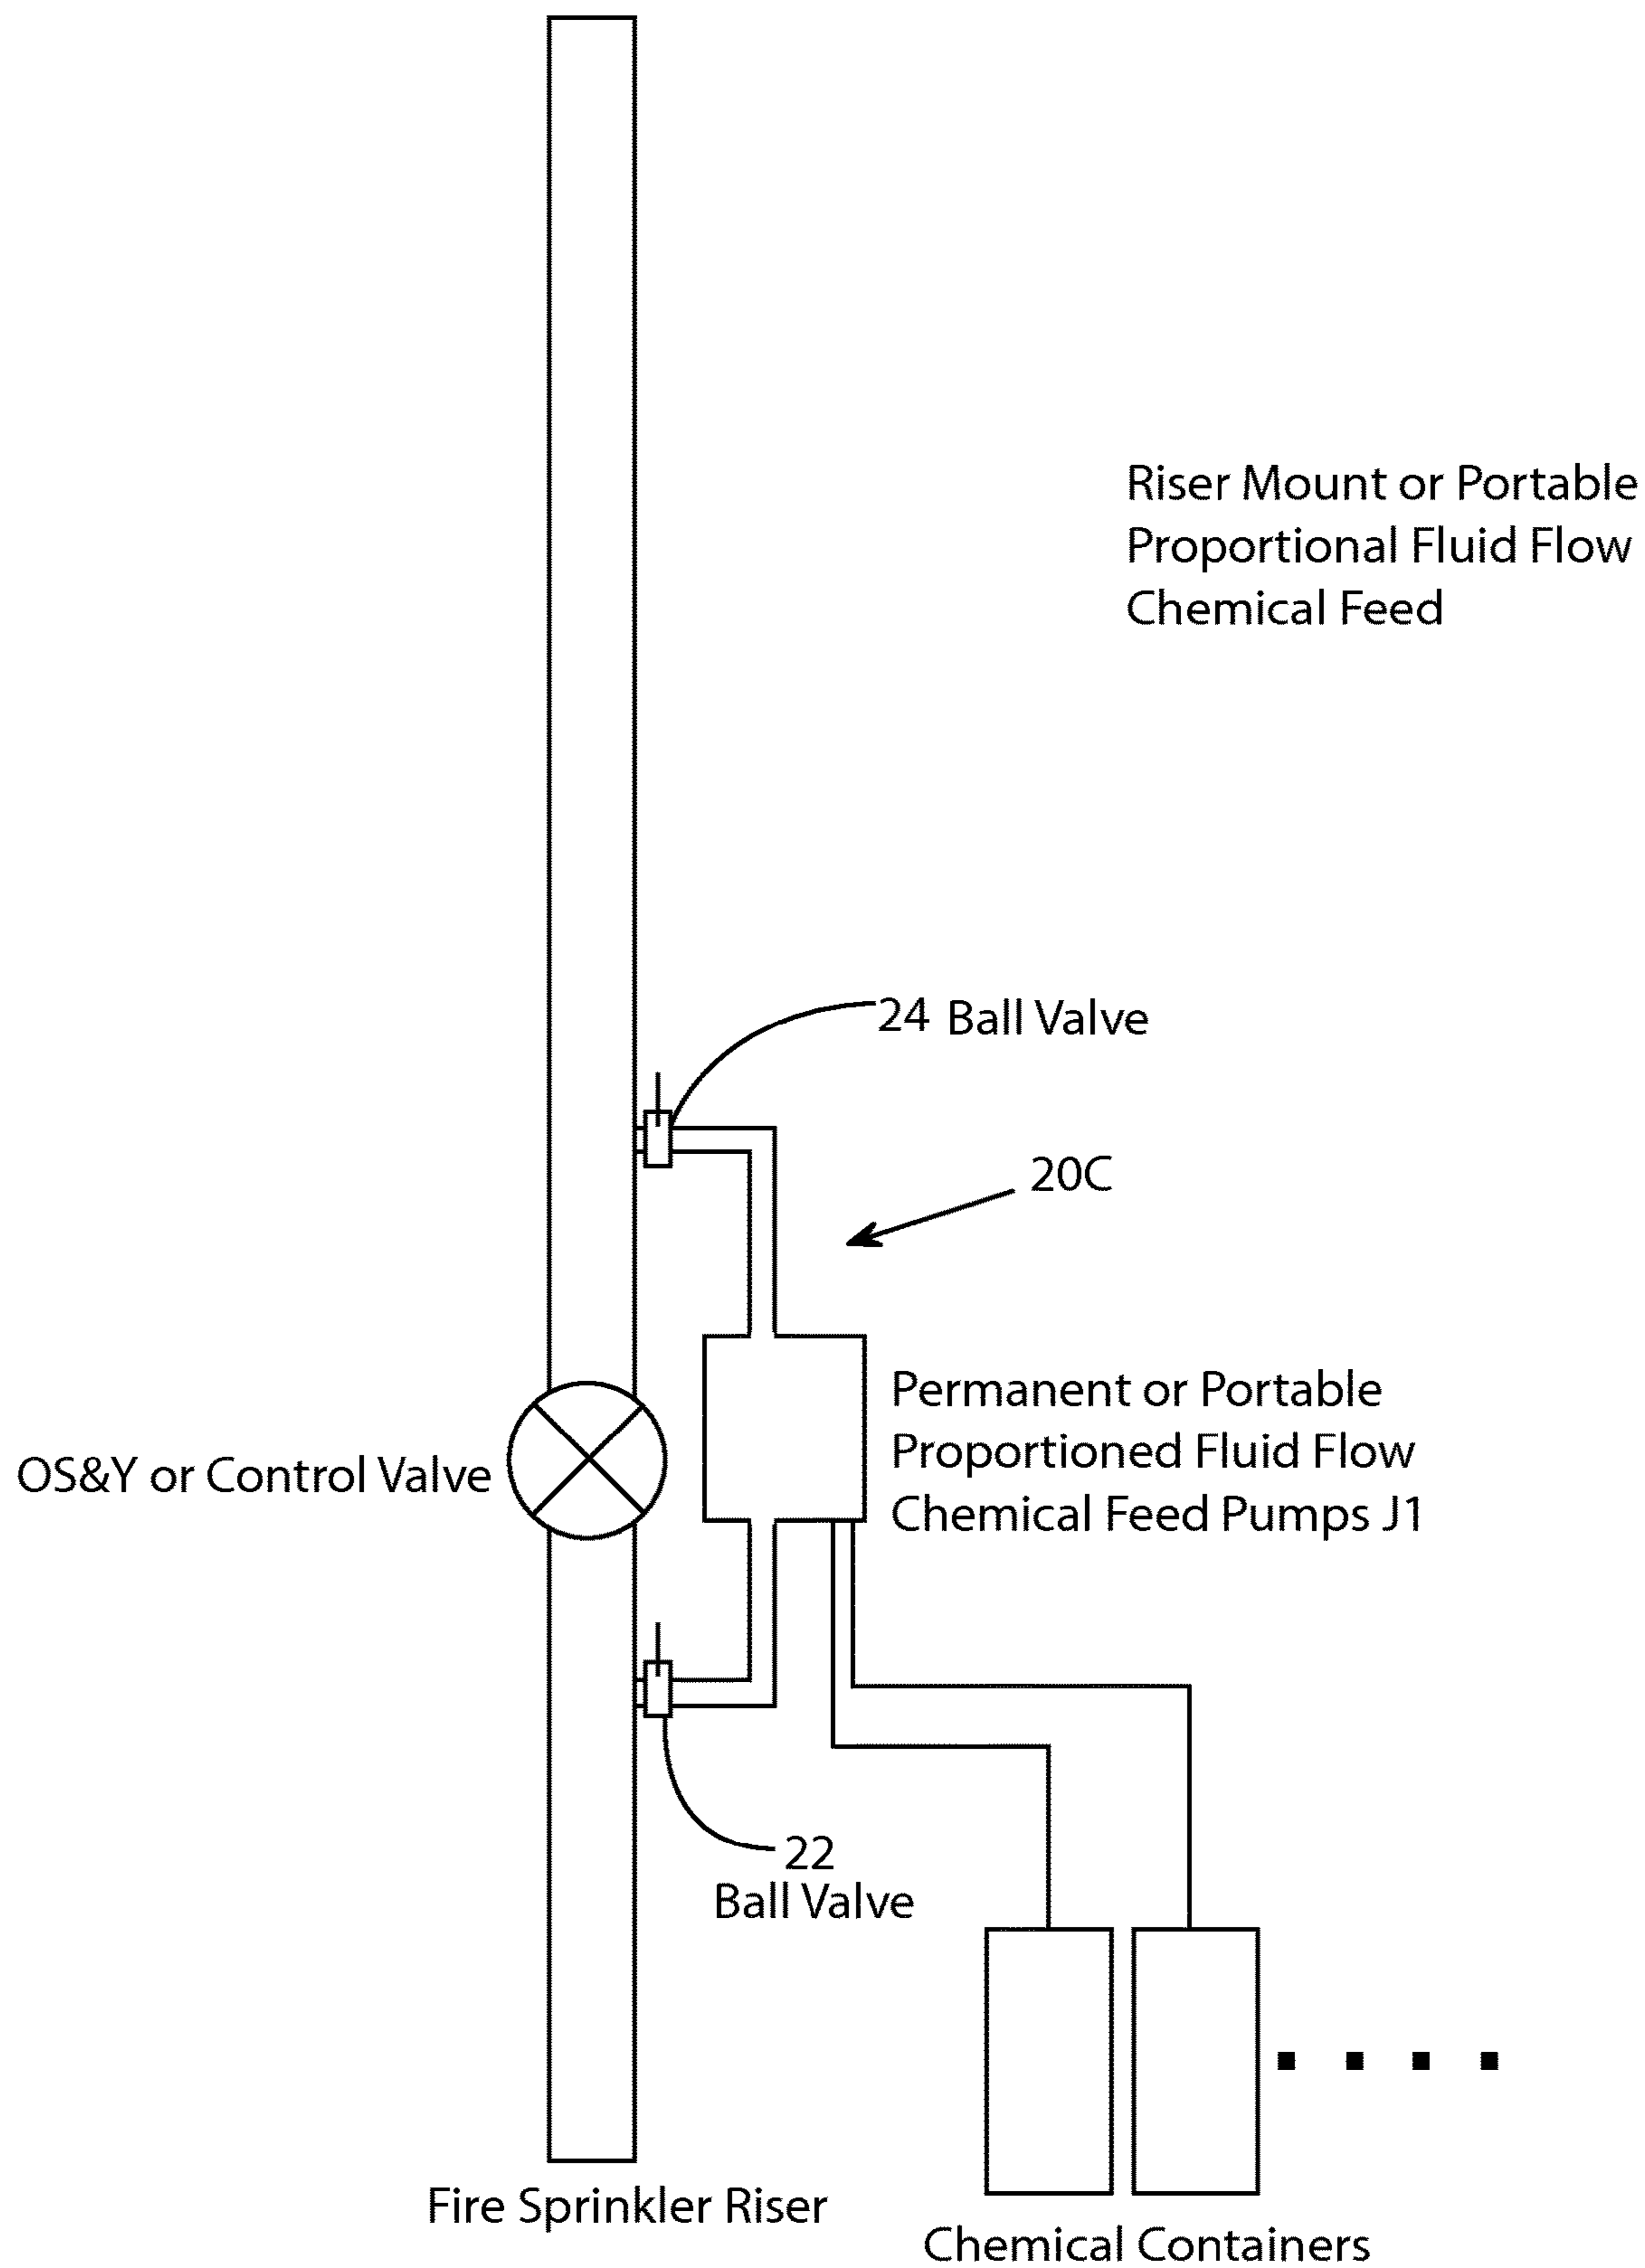 Riser Mount or Portable
Proportional Fluid Flow
Chemical Feed
24 Ball Valve
20C
Permanent or Portable
Proportioned Fluid Flow
Chemical Feed Pumps J1
OS&Y or Control Valve
22
Ball Valve
Fire Sprinkler Riser
Chemical Containers